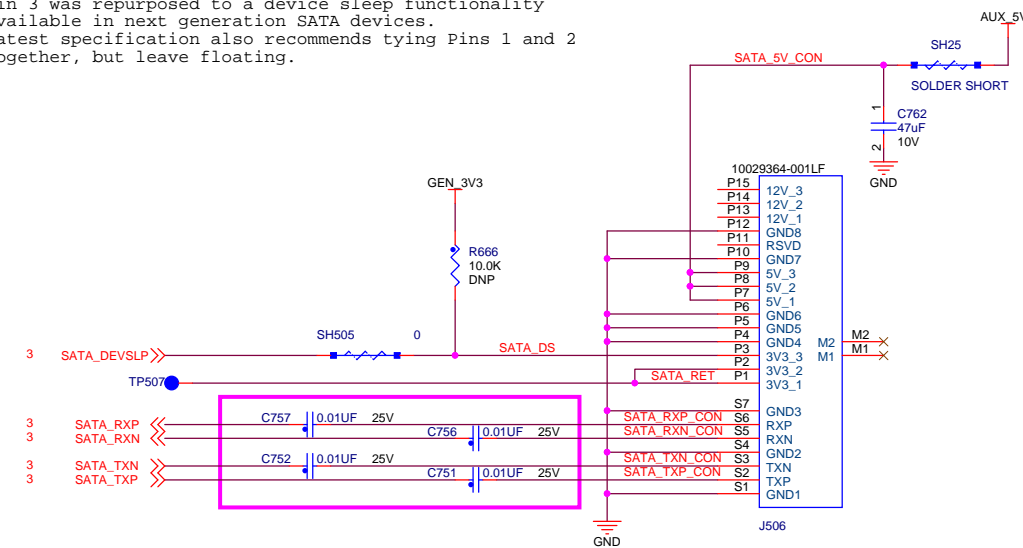 in 3 was repurposed to a device sleep functionality
vailable in next generation SATA devices.
atest specification also recommends tying Pins 1 and 2
ogether, but leave floating.
AUX_5V
SH25
SATA_5V_CON
SOLDER SHORT
1
C762
47uF
10V
2
GND
10029364-001LF
GEN_3V3
R666
10.0K
DNP
P15 12V_3
P14 12V_2
P13 12V_1
P12 GND8
P11 RSVD
P10 GND7
P9 5V_3
P8 5V_2
P7 5V_1
P6 GND6
P5 GND5
P4 GND4 M2 M2
SH505 0
3 SATA_DEVSLP SATA_DS P3 3V3_3 M1 M1
P2 3V3_2
TP507 SATA_RET P1 3V3_1
S7 GND3
3 SATA_RXP C757 0.01UF 25V SATA_RXP_CON S6 RXP
3 SATA_RXN C756 0.01UF 25V SATA_RXN_CON S5 RXN
S4 GND2
3 SATA_TXN C752 0.01UF 25V SATA_TXN_CON S3 TXN
3 SATA_TXP C751 0.01UF 25V SATA_TXP_CON S2 TXP
S1 GND1
J506
GND